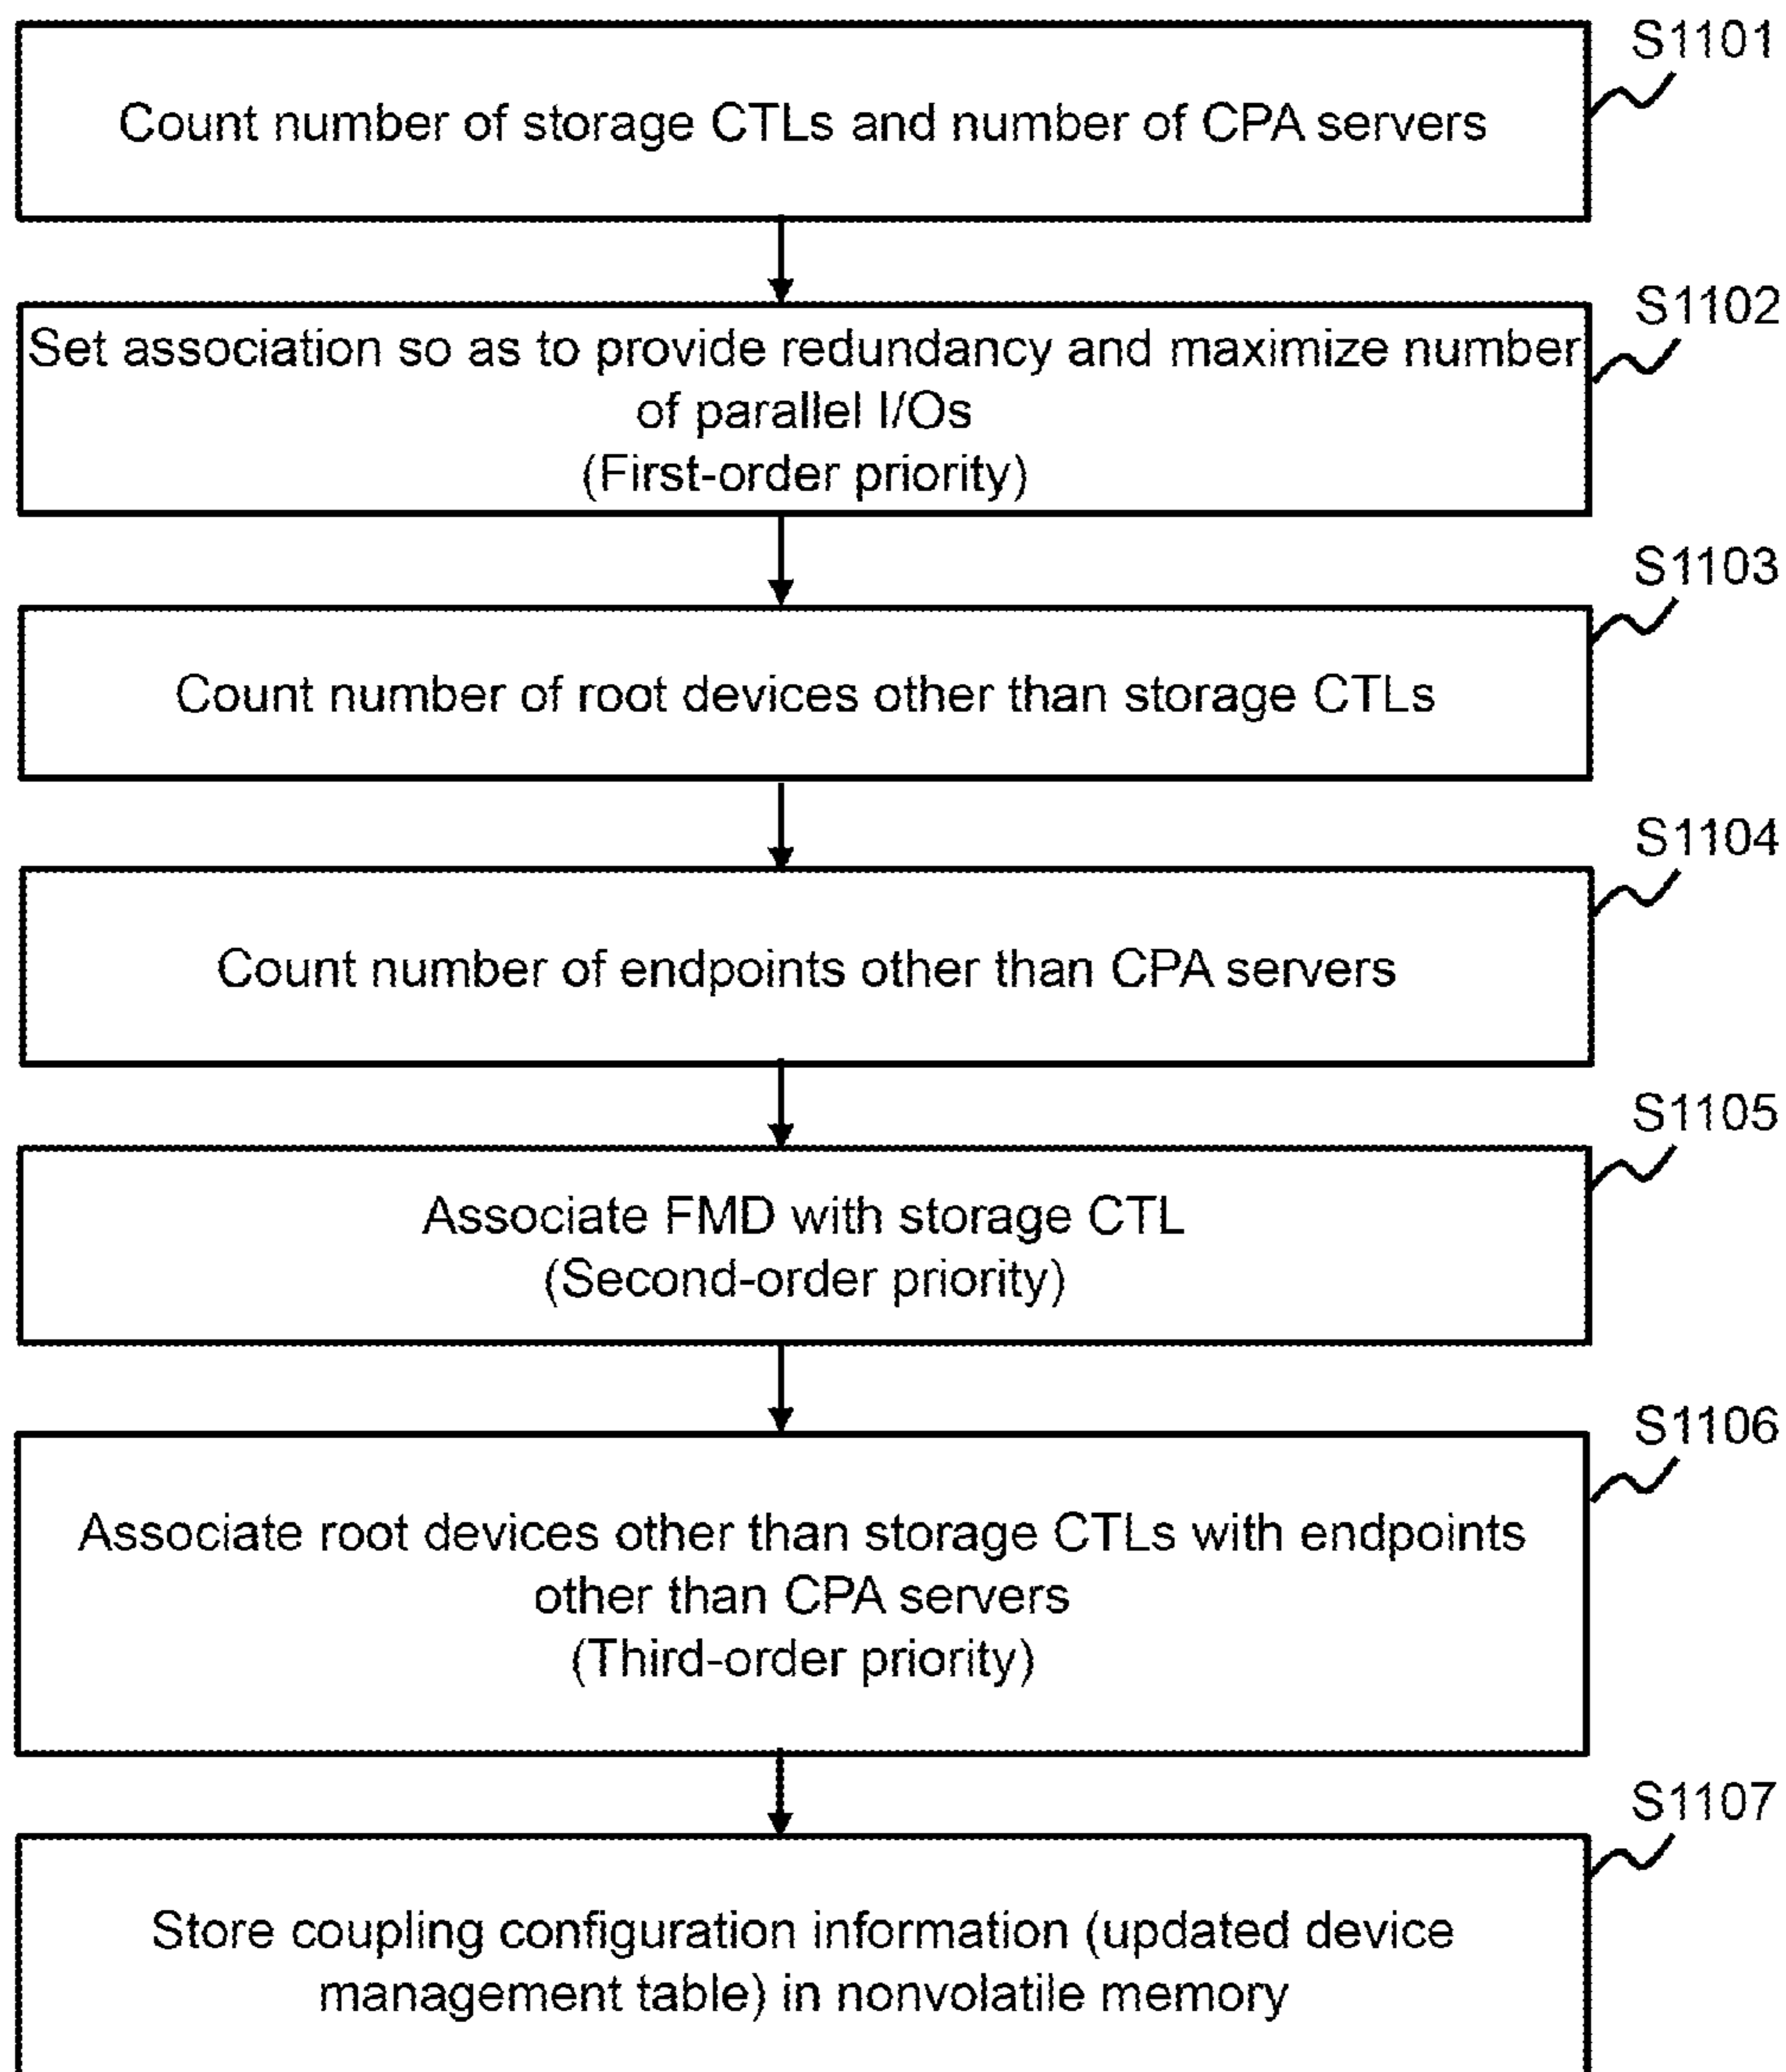 S1101
Count number of storage CTLs and number of CPA servers
S1102
Set association so as to provide redundancy and maximize number
of parallel I/Os
(First-order priority)
S1103
Count number of root devices other than storage CTLs
S1104
Count number of endpoints other than CPA servers
S1105
Associate FMD with storage CTL
(Second-order priority)
S1106
Associate root devices other than storage CTLs with endpoints
other than CPA servers
(Third-order priority)
S1107
Store coupling configuration information (updated device
management table) in nonvolatile memory